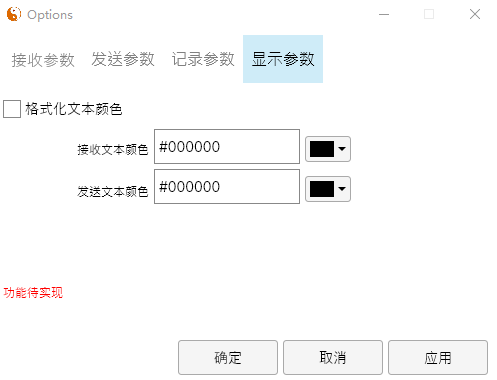 Options
接收参数 发送参数 记录参数 显示参数
格式化文本颜色
接收文本颜色 #000000
发送文本颜色 #000000
功能待实现
确定 取消 应用